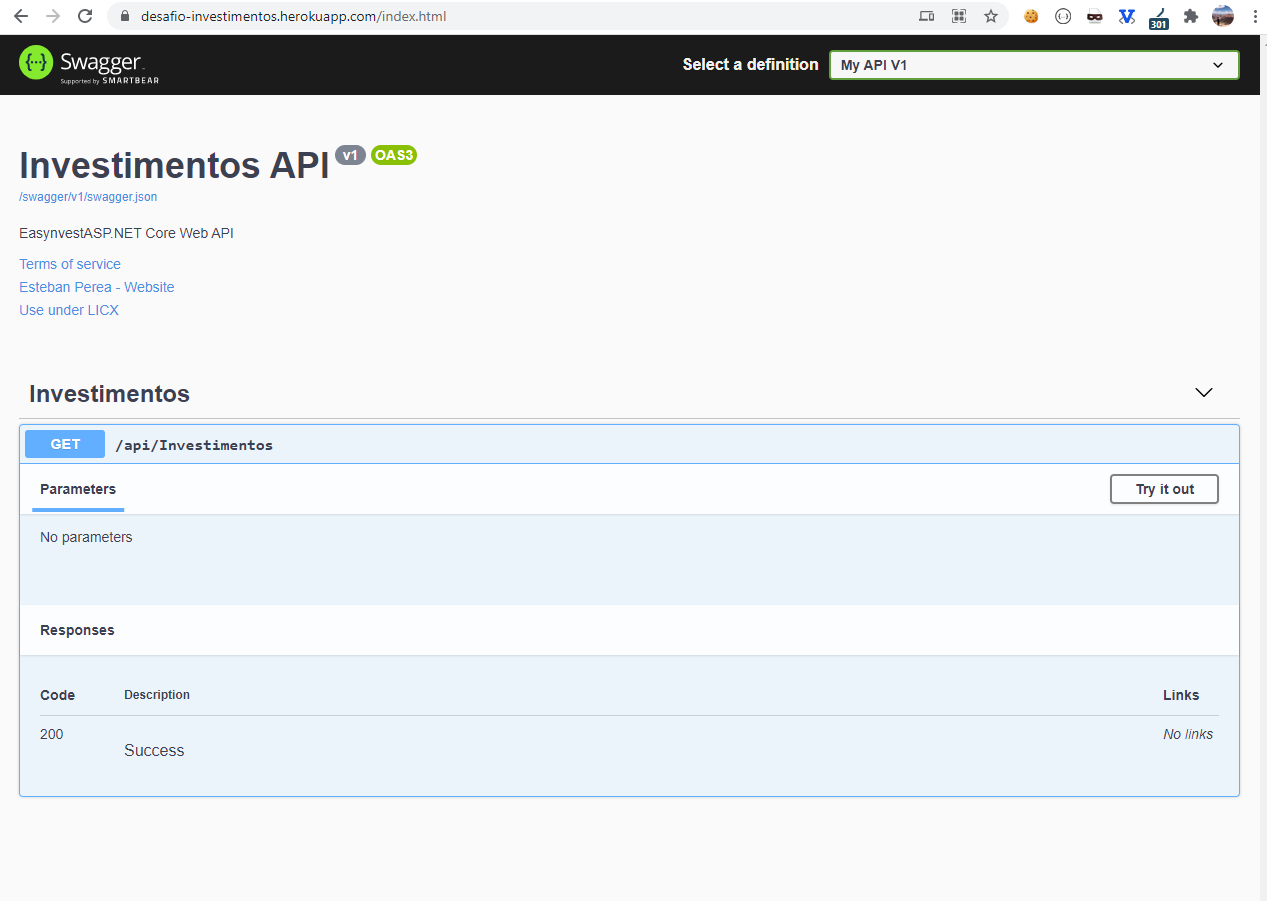 desafio-investimentos.herokuapp.com/index.html
301
Swagger
Supported by SMARTBEAR
Select a definition
My API V1
Investimentos API v1 OAS3
/swagger/v1/swagger.json
EasynvestASP.NET Core Web API
Terms of service
Esteban Perea - Website
Use under LICX
Investimentos
GET /api/Investimentos
Parameters
Try it out
No parameters
Responses
Code Description Links
200 Success No links